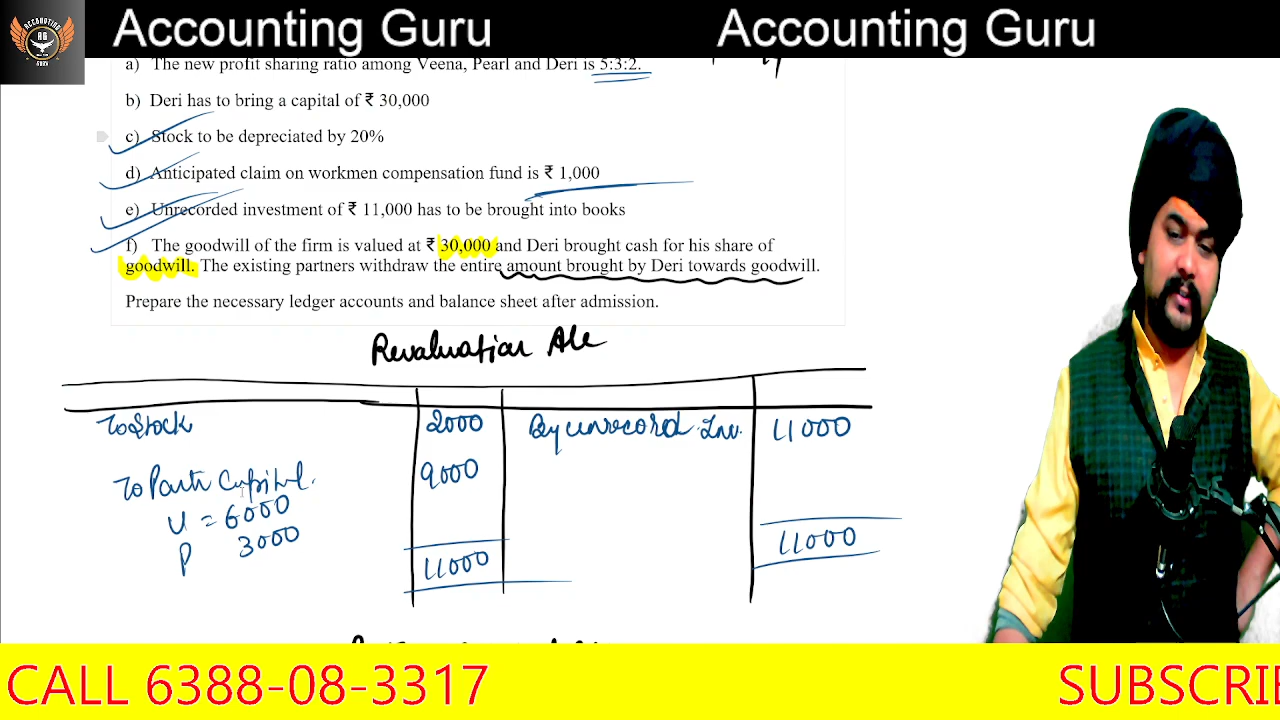 Accounting Guru
Accounting Guru
ACCOUNTING
AG
GURU
a) The new profit sharing ratio among Veena, Pearl and Deri is 5:3:2.
b) Deri has to bring a capital of ₹ 30,000
c) Stock to be depreciated by 20%
d) Anticipated claim on workmen compensation fund is ₹ 1,000
e) Unrecorded investment of ₹ 11,000 has to be brought into books
f) The goodwill of the firm is valued at ₹ 30,000 and Deri brought cash for his share of
goodwill. The existing partners withdraw the entire amount brought by Deri towards goodwill.
Prepare the necessary ledger accounts and balance sheet after admission.
Revaluation A/c
To Stock 2000 By unrecord. Inv. 11000
To Part. Capital. 9000
V = 6000
P 3000
11000 11000
CALL 6388-08-3317
SUBSCRIE